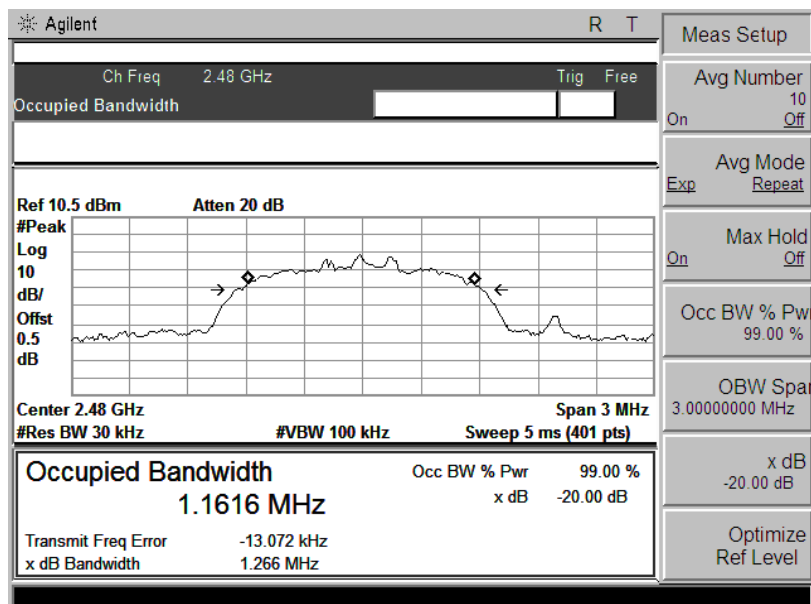 Agilent R T
Ch Freq 2.48 GHz Trig Free
Occupied Bandwidth
Ref 10.5 dBm Atten 20 dB
#Peak
Log
10
dB/
Offst
0.5
dB
Center 2.48 GHz Span 3 MHz
#Res BW 30 kHz #VBW 100 kHz Sweep 5 ms (401 pts)
Occupied Bandwidth
1.1616 MHz
Occ BW % Pwr 99.00 %
x dB -20.00 dB
Transmit Freq Error -13.072 kHz
x dB Bandwidth 1.266 MHz
Meas Setup
Avg Number
10
On Off
Avg Mode
Exp Repeat
Max Hold
On Off
Occ BW % Pwr
99.00 %
OBW Spar
3.00000000 MHz
x dB
-20.00 dB
Optimize
Ref Level